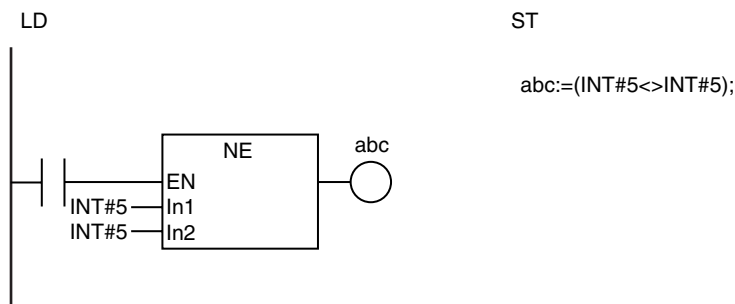 LD
ST
abc:=(INT#5<>INT#5);
NE
abc
EN
INT#5 In1
INT#5 In2